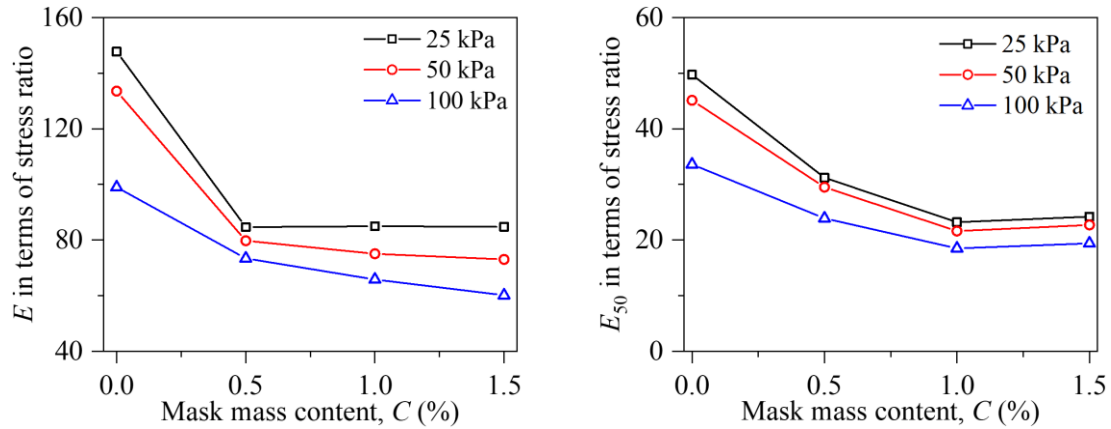 E in terms of stress ratio
160
120
80
40
25 kPa
50 kPa
100 kPa
0.0 0.5 1.0 1.5
Mask mass content, C (%)
E50 in terms of stress ratio
60
40
20
0
25 kPa
50 kPa
100 kPa
0.0 0.5 1.0 1.5
Mask mass content, C (%)